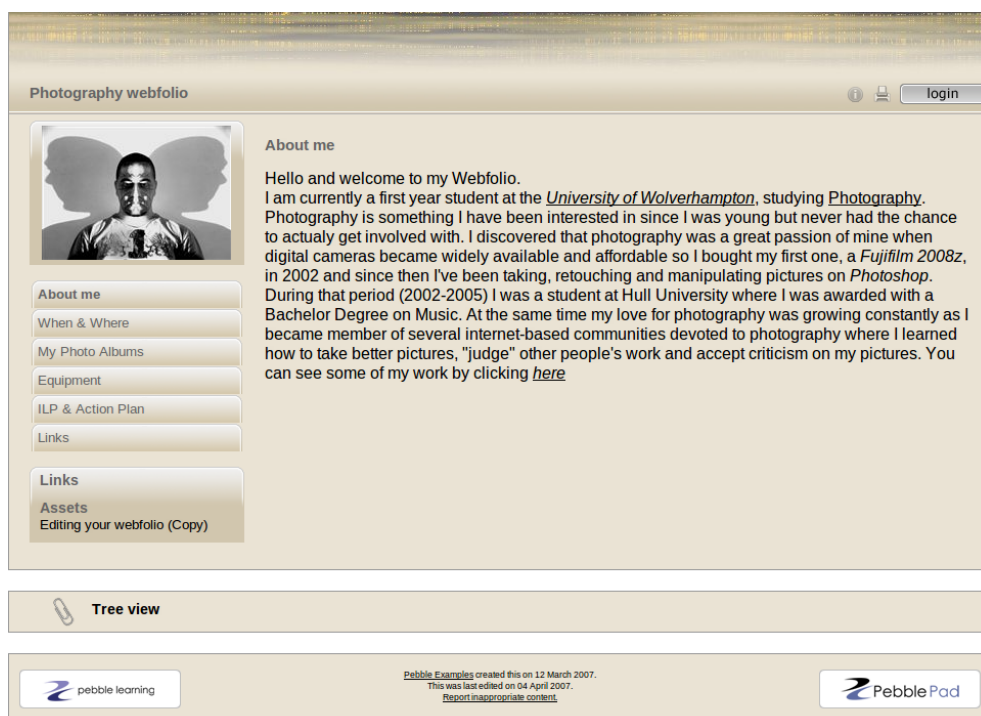 Photography webfolio
login
About me
Hello and welcome to my Webfolio.
I am currently a first year student at the University of Wolverhampton, studying Photography.
Photography is something I have been interested in since I was young but never had the chance
to actualy get involved with. I discovered that photography was a great passion of mine when
digital cameras became widely available and affordable so I bought my first one, a Fujifilm 2008z,
in 2002 and since then I've been taking, retouching and manipulating pictures on Photoshop.
During that period (2002-2005) I was a student at Hull University where I was awarded with a
Bachelor Degree on Music. At the same time my love for photography was growing constantly as I
became member of several internet-based communities devoted to photography where I learned
how to take better pictures, "judge" other people's work and accept criticism on my pictures. You
can see some of my work by clicking here
About me
When & Where
My Photo Albums
Equipment
ILP & Action Plan
Links
Links
Assets
Editing your webfolio (Copy)
Tree view
pebble learning
Pebble Examples created this on 12 March 2007.
This was last edited on 04 April 2007.
Report inappropriate content.
Pebble Pad